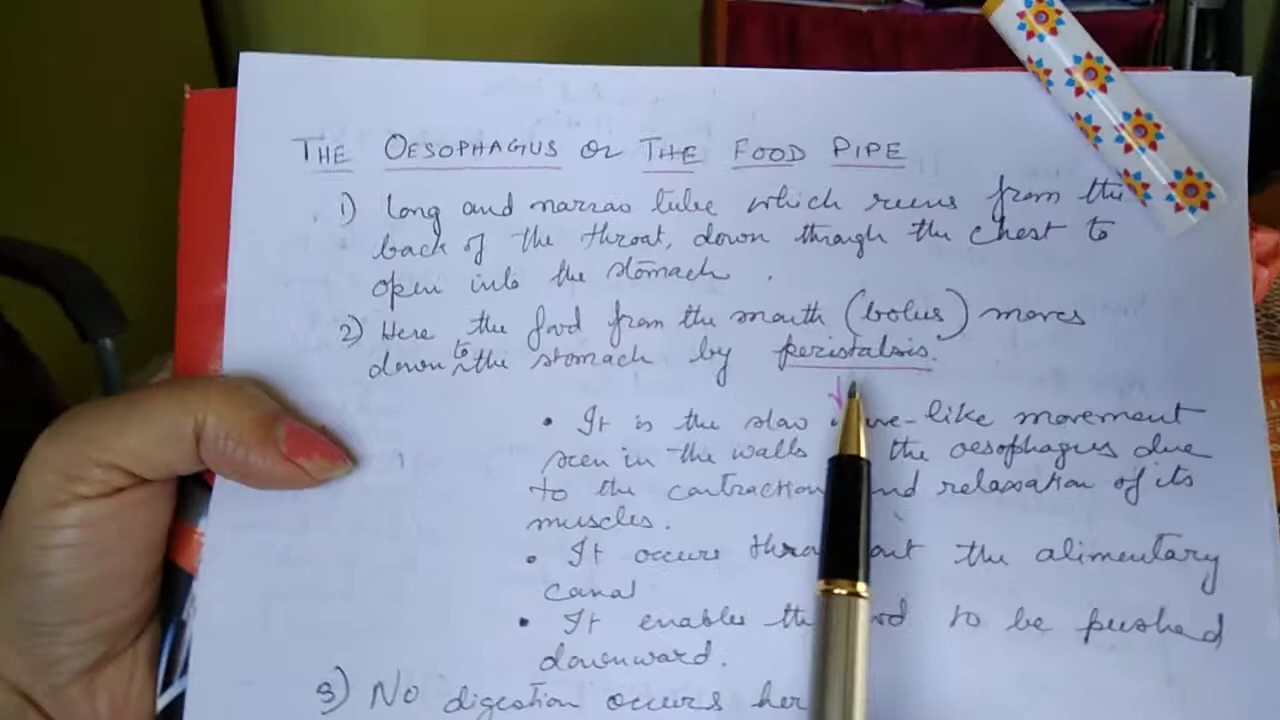 THE OESOPHAGUS OR THE FOOD PIPE
1) Long and narrow tube which runs from the
back of the throat, down through the chest to
open into the stomach.
2) Here the food from the mouth (bolus) moves
down to the stomach by peristalsis.
• It is the slow -like movement
seen in the walls the oesophagus due
to the contraction and relaxation of its
muscles.
• It occurs the alimentary
canal
• It enables to be pushed
downward.
3) No digestion occurs